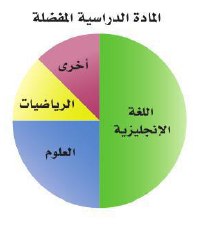 المادة الدراسية المفضلة
أخرى
الرياضيات
اللغة
الإنجليزية
العلوم